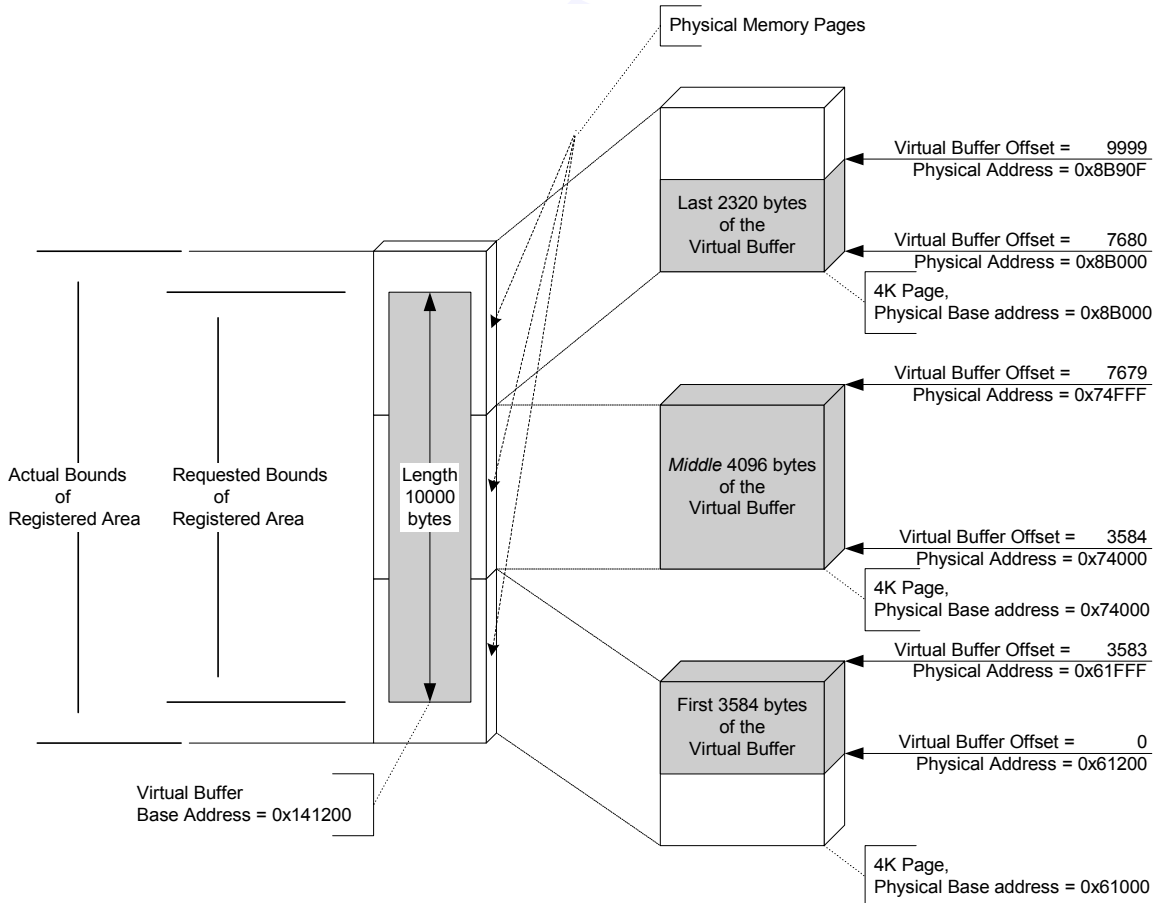 Physical Memory Pages
Virtual Buffer Offset = 9999
Physical Address = 0x8B90F
Last 2320 bytes
of the
Virtual Buffer
Virtual Buffer Offset = 7680
Physical Address = 0x8B000
4K Page,
Physical Base address = 0x8B000
Virtual Buffer Offset = 7679
Physical Address = 0x74FFF
Actual Bounds
of
Registered Area
Requested Bounds
of
Registered Area
Length
10000
bytes
Middle 4096 bytes
of the
Virtual Buffer
Virtual Buffer Offset = 3584
Physical Address = 0x74000
4K Page,
Physical Base address = 0x74000
Virtual Buffer Offset = 3583
Physical Address = 0x61FFF
First 3584 bytes
of the
Virtual Buffer
Virtual Buffer Offset = 0
Physical Address = 0x61200
Virtual Buffer
Base Address = 0x141200
4K Page,
Physical Base address = 0x61000